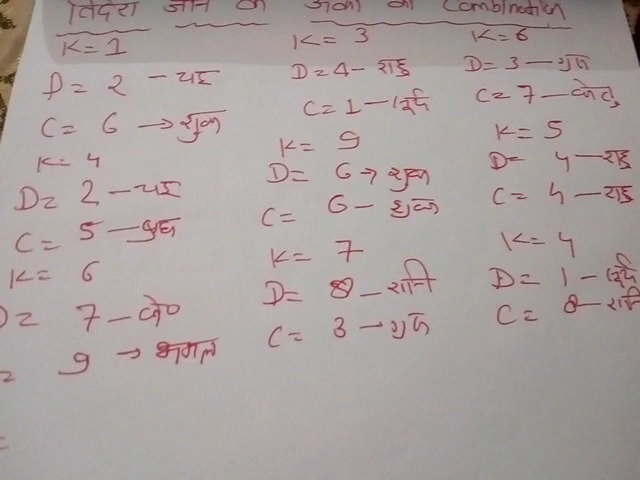 विदेश जाने के अंको का Combination
K = 1
D = 2 - चंद्र
C = 6 → शुक्र
K = 4
D = 2 - चंद्र
C = 5 - बुध
K = 6
D = 7 - केतु
= 9 → मंगल
K = 3
D = 4 - राहु
C = 1 - सूर्य
K = 9
D = 6 → शुक्र
C = 6 - शुक्र
K = 7
D = 8 - शनि
C = 3 → गुरु
K = 6
D = 3 - गुरु
C = 7 - केतु
K = 5
D = 4 - राहु
C = 4 - राहु
K = 4
D = 1 - सूर्य
C = 8 - शनि